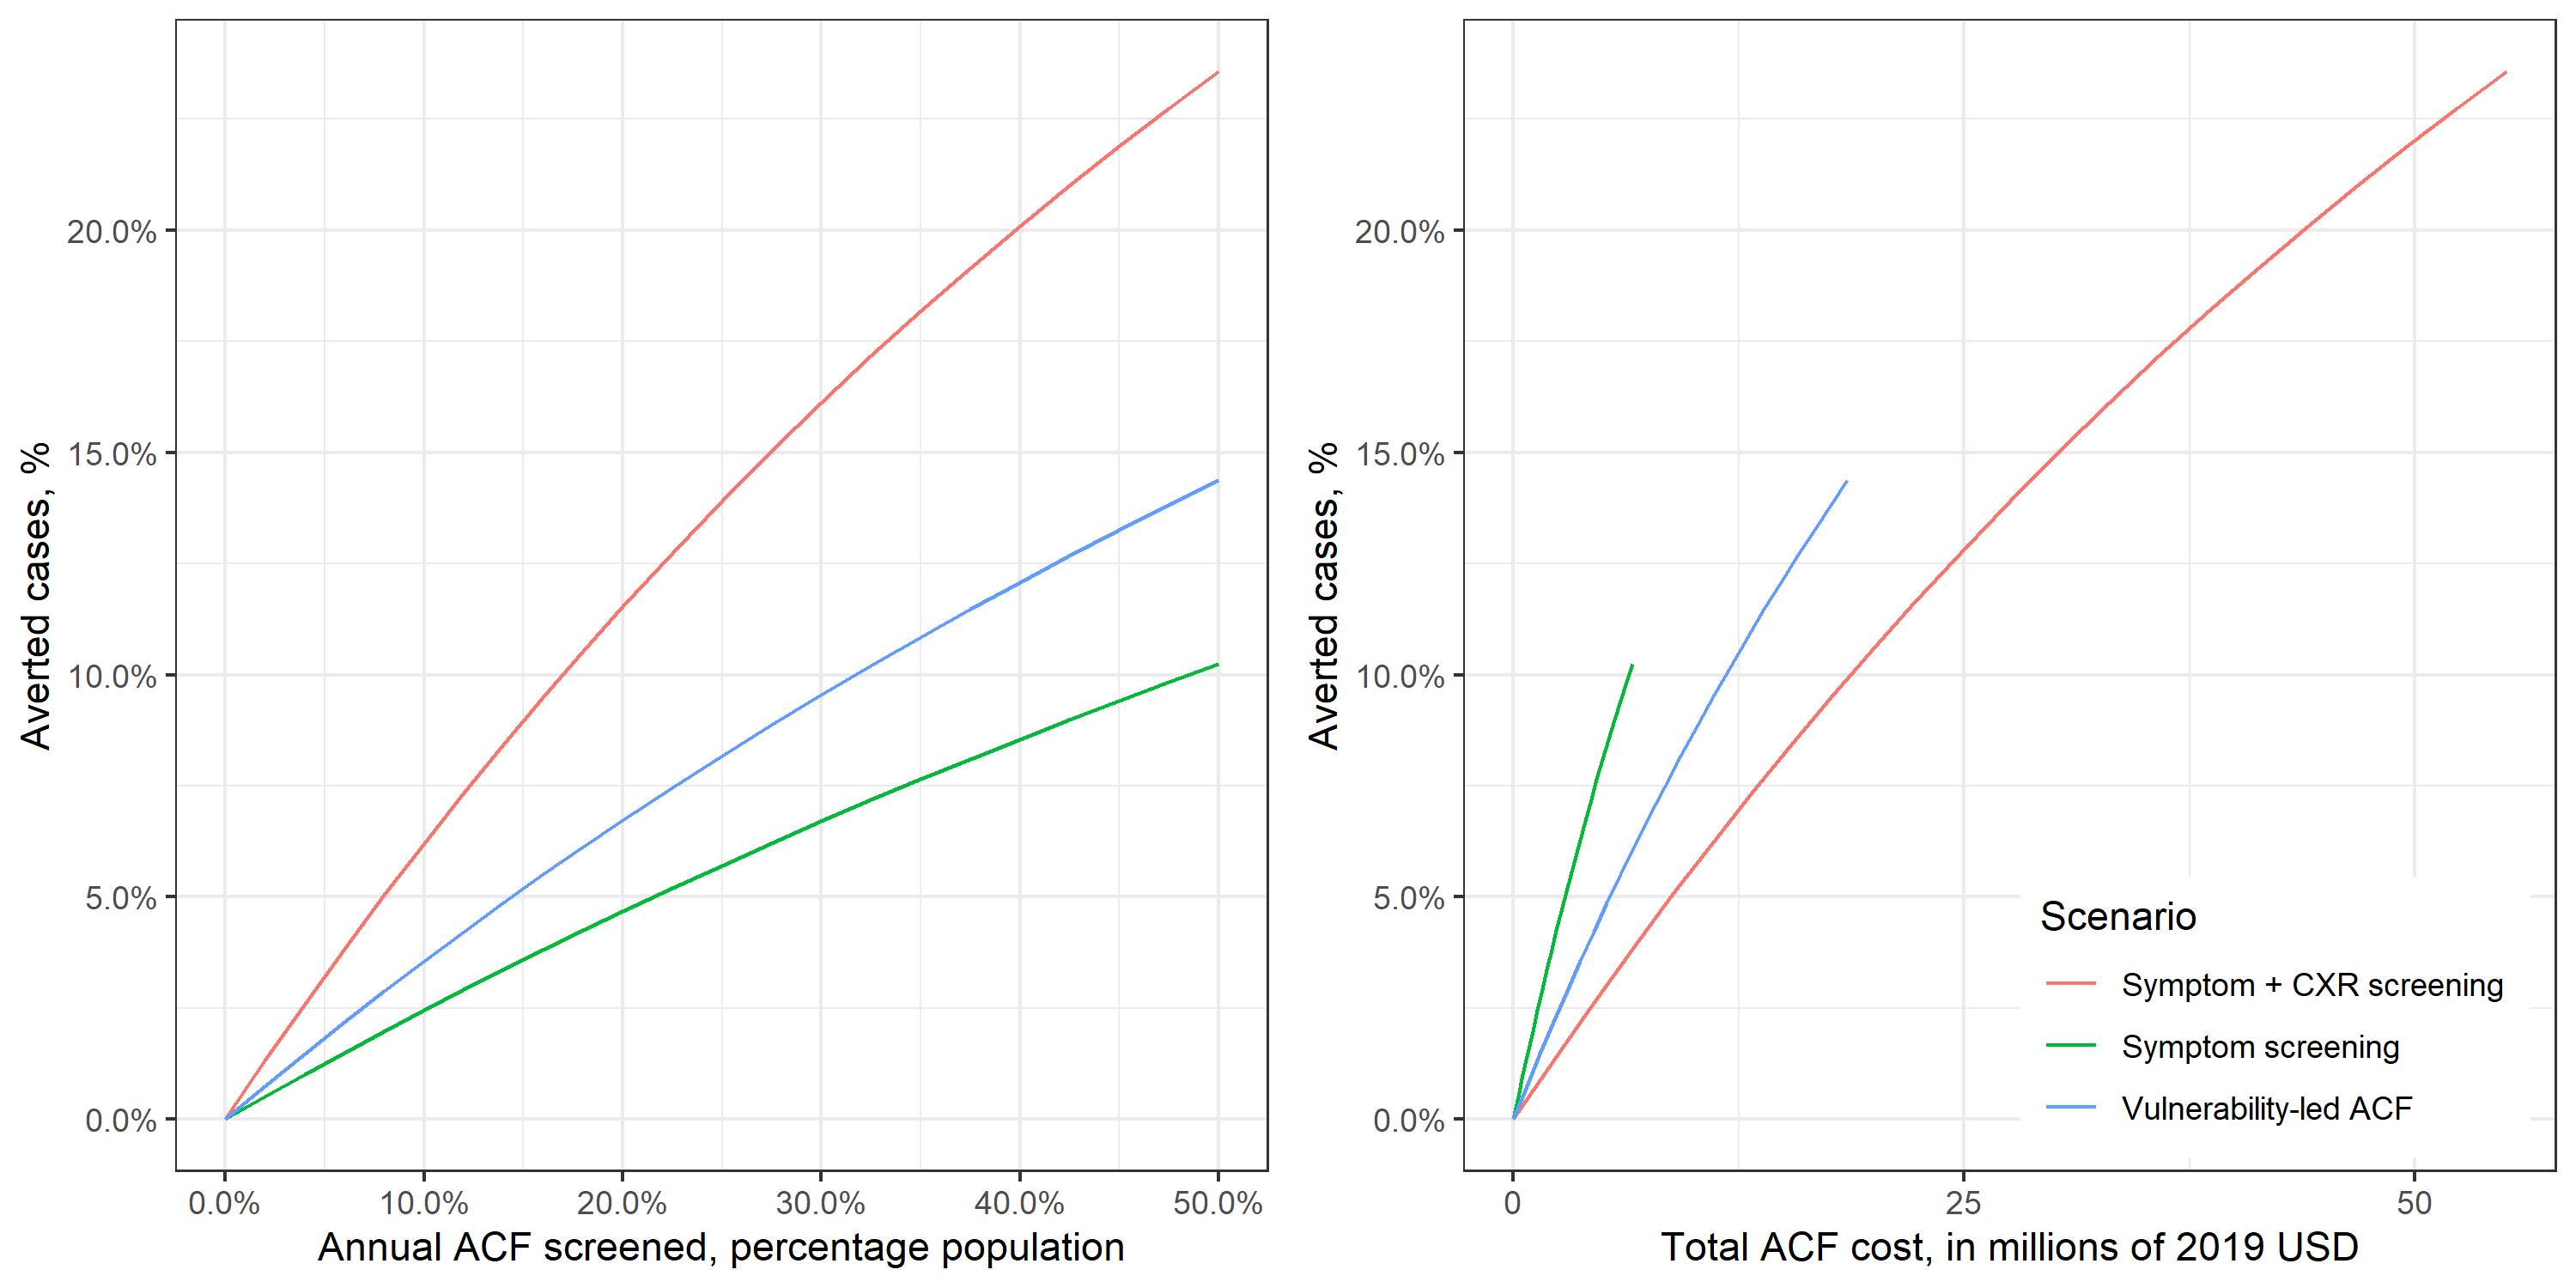 Averted cases, %
20.0%
15.0%
10.0%
5.0%
0.0%
0.0% 10.0% 20.0% 30.0% 40.0% 50.0%
Annual ACF screened, percentage population
Averted cases, %
20.0%
15.0%
10.0%
5.0%
0.0%
0 25 50
Total ACF cost, in millions of 2019 USD
Scenario
Symptom + CXR screening
Symptom screening
Vulnerability-led ACF